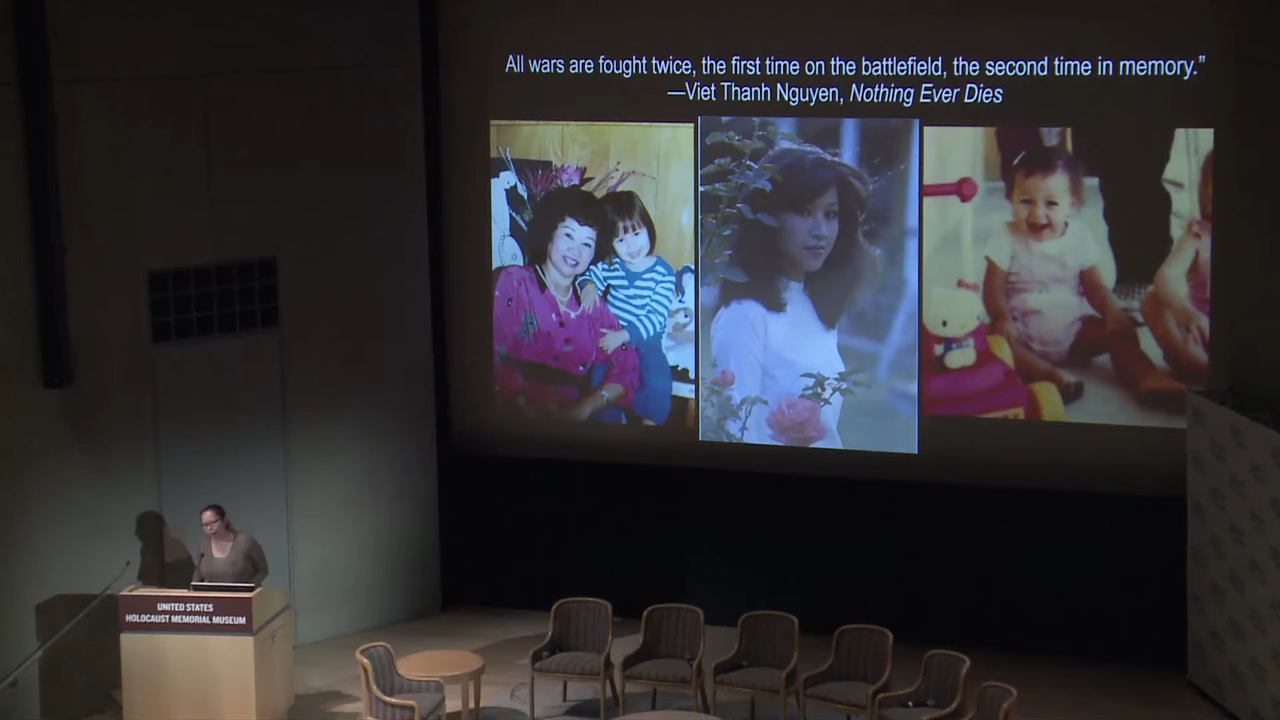 All wars are fought twice, the first time on the battlefield, the second time in memory.”
—Viet Thanh Nguyen, Nothing Ever Dies
UNITED STATES
HOLOCAUST MEMORIAL MUSEUM